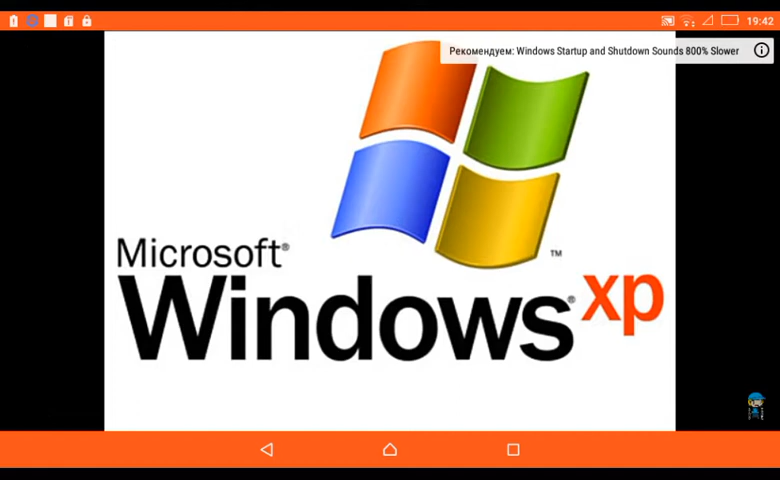 19:42
Рекомендуем: Windows Startup and Shutdown Sounds 800% Slower
TM
Microsoft®
Windows® xp